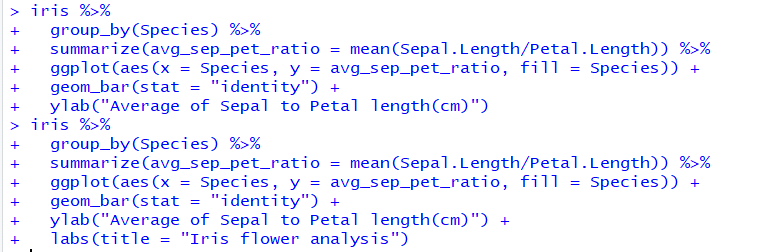 > iris %>%
+   group_by(Species) %>%
+   summarize(avg_sep_pet_ratio = mean(Sepal.Length/Petal.Length)) %>%
+   ggplot(aes(x = Species, y = avg_sep_pet_ratio, fill = Species)) +
+   geom_bar(stat = "identity") +
+   ylab("Average of Sepal to Petal length(cm)")
> iris %>%
+   group_by(Species) %>%
+   summarize(avg_sep_pet_ratio = mean(Sepal.Length/Petal.Length)) %>%
+   ggplot(aes(x = Species, y = avg_sep_pet_ratio, fill = Species)) +
+   geom_bar(stat = "identity") +
+   ylab("Average of Sepal to Petal length(cm)") +
+   labs(title = "Iris flower analysis")